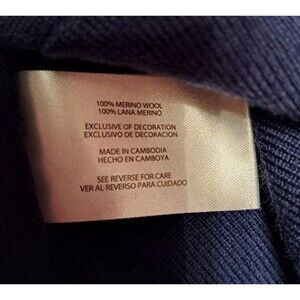 100% MERINO WOOL
100% LANA MERINO
EXCLUSIVE OF DECORATION
EXCLUSIVO DE DECORACION
MADE IN CAMBODIA
HECHO EN CAMBOYA
SEE REVERSE FOR CARE
VER AL REVERSO PARA CUIDADO